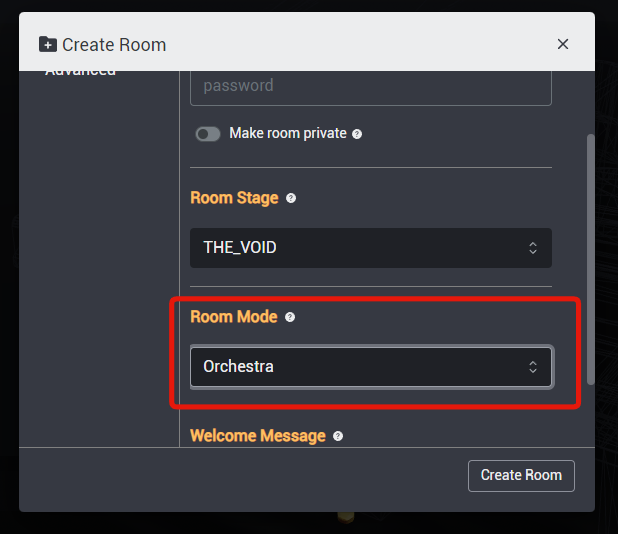 Create Room
Advanced
password
Make room private
Room Stage
THE_VOID
Room Mode
Orchestra
Welcome Message
Create Room